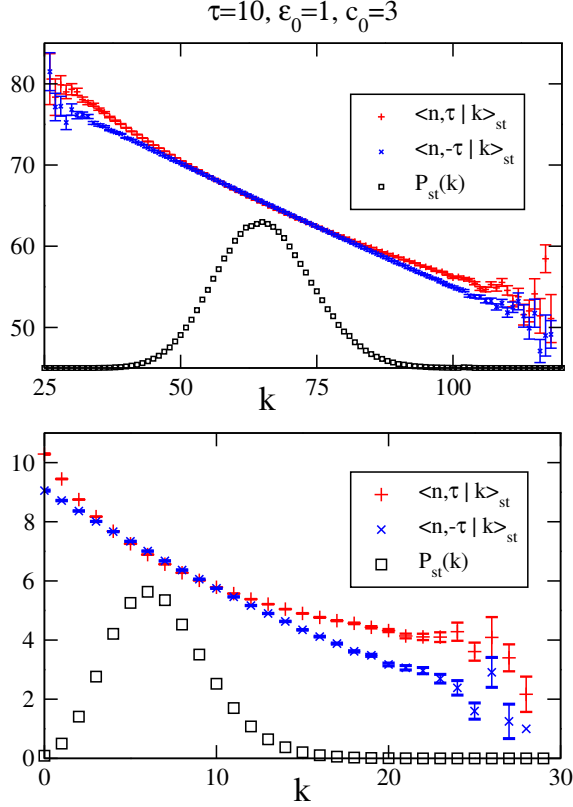 τ=10, ε₀=1, c₀=3
80
70
60
50
<n,τ | k>st
<n,-τ | k>st
Pst(k)
25
50
75
100
k
10
8
6
4
2
0
<n,τ | k>st
<n,-τ | k>st
Pst(k)
0
10
20
30
k